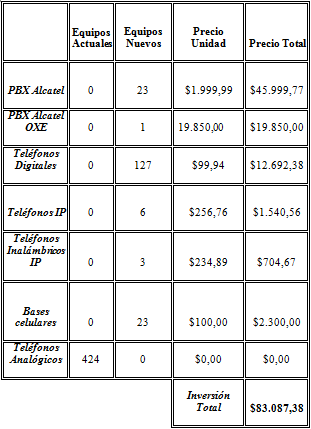 Equipos Actuales Equipos Nuevos Precio Unidad Precio Total
PBX Alcatel 0 23 $1.999,99 $45.999,77
PBX Alcatel OXE 0 1 19.850,00 $19.850,00
Teléfonos Digitales 0 127 $99,94 $12.692,38
Teléfonos IP 0 6 $256,76 $1.540,56
Teléfonos Inalámbricos IP 0 3 $234,89 $704,67
Bases celulares 0 23 $100,00 $2.300,00
Teléfonos Analógicos 424 0 $0,00 $0,00
Inversión Total $83.087,38